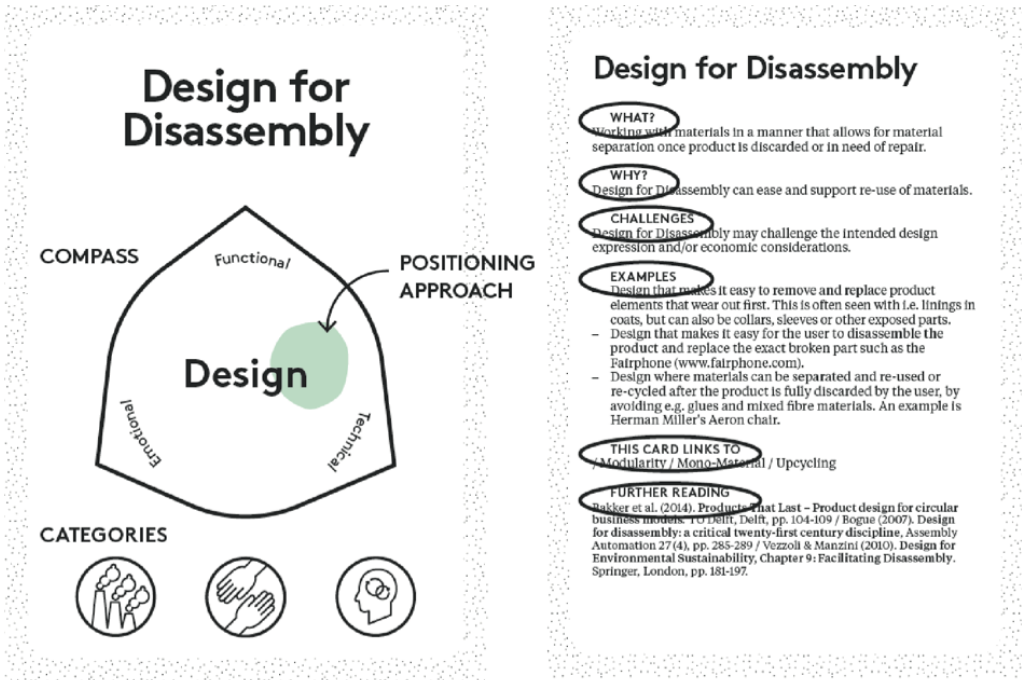 Design for
Disassembly
COMPASS
Functional
POSITIONING
APPROACH
Design
Emotional
Technical
CATEGORIES
Design for Disassembly
WHAT?
Working with materials in a manner that allows for material
separation once product is discarded or in need of repair.
WHY?
Design for Disassembly can ease and support re-use of materials.
CHALLENGES
Design for Disassembly may challenge the intended design
expression and/or economic considerations.
EXAMPLES
– Design that makes it easy to remove and replace product
elements that wear out first. This is often seen with i.e. linings in
coats, but can also be collars, sleeves or other exposed parts.
– Design that makes it easy for the user to disassemble the
product and replace the exact broken part such as the
Fairphone (www.fairphone.com).
– Design where materials can be separated and re-used or
re-cycled after the product is fully discarded by the user, by
avoiding e.g. glues and mixed fibre materials. An example is
Herman Miller's Aeron chair.
THIS CARD LINKS TO
/ Modularity / Mono-Material / Upcycling
FURTHER READING
Bakker et al. (2014). Products That Last – Product design for circular
business models. TU Delft, Delft, pp. 104-109 / Bogue (2007). Design
for disassembly: a critical twenty-first century discipline, Assembly
Automation 27(4), pp. 285-289 / Vezzoli & Manzini (2010). Design for
Environmental Sustainability, Chapter 9: Facilitating Disassembly.
Springer, London, pp. 181-197.